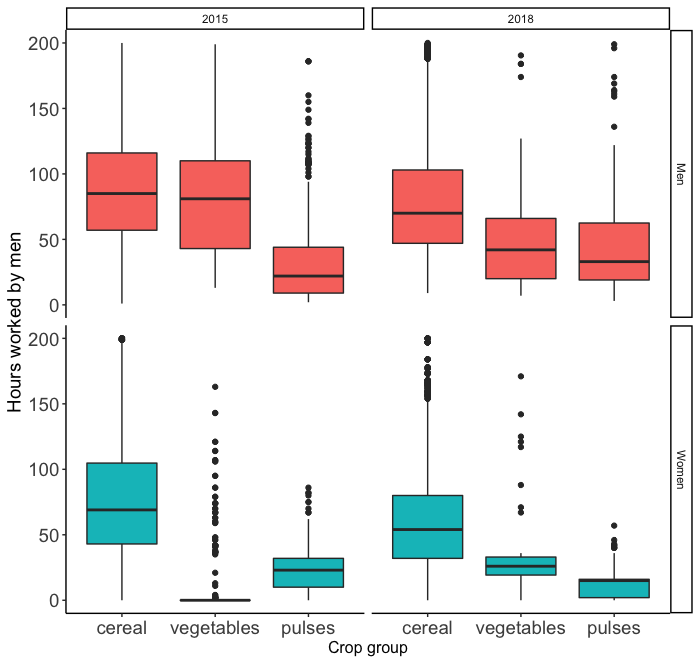 2015
2018
200
150
100
50
0
Men
200
150
100
50
0
Women
Hours worked by men
cereal vegetables pulses
cereal vegetables pulses
Crop group